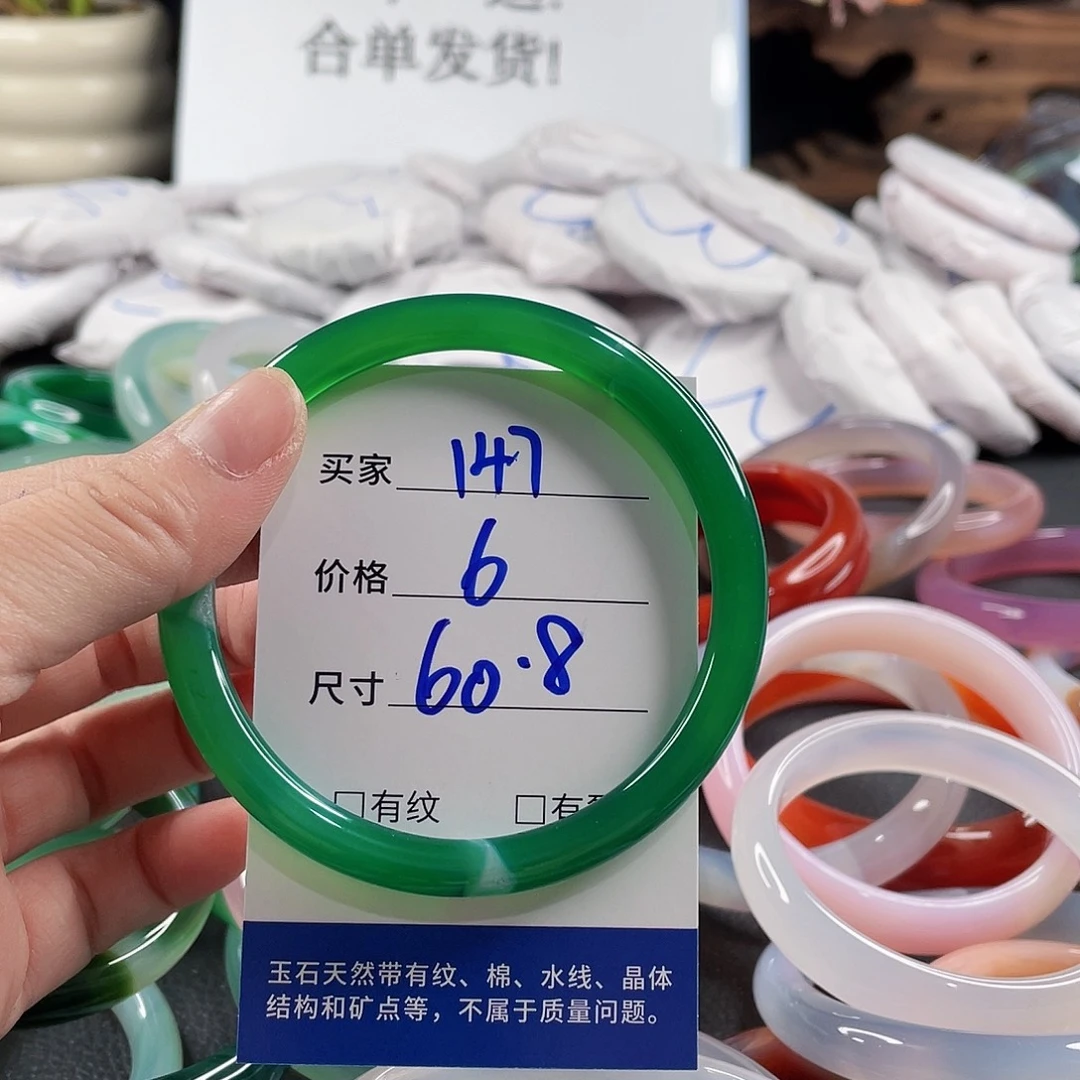 合单发货!
买家 147
价格 6
尺寸 60.8
□有纹 □有
玉石天然带有纹、棉、水线、晶体
结构和矿点等，不属于质量问题。